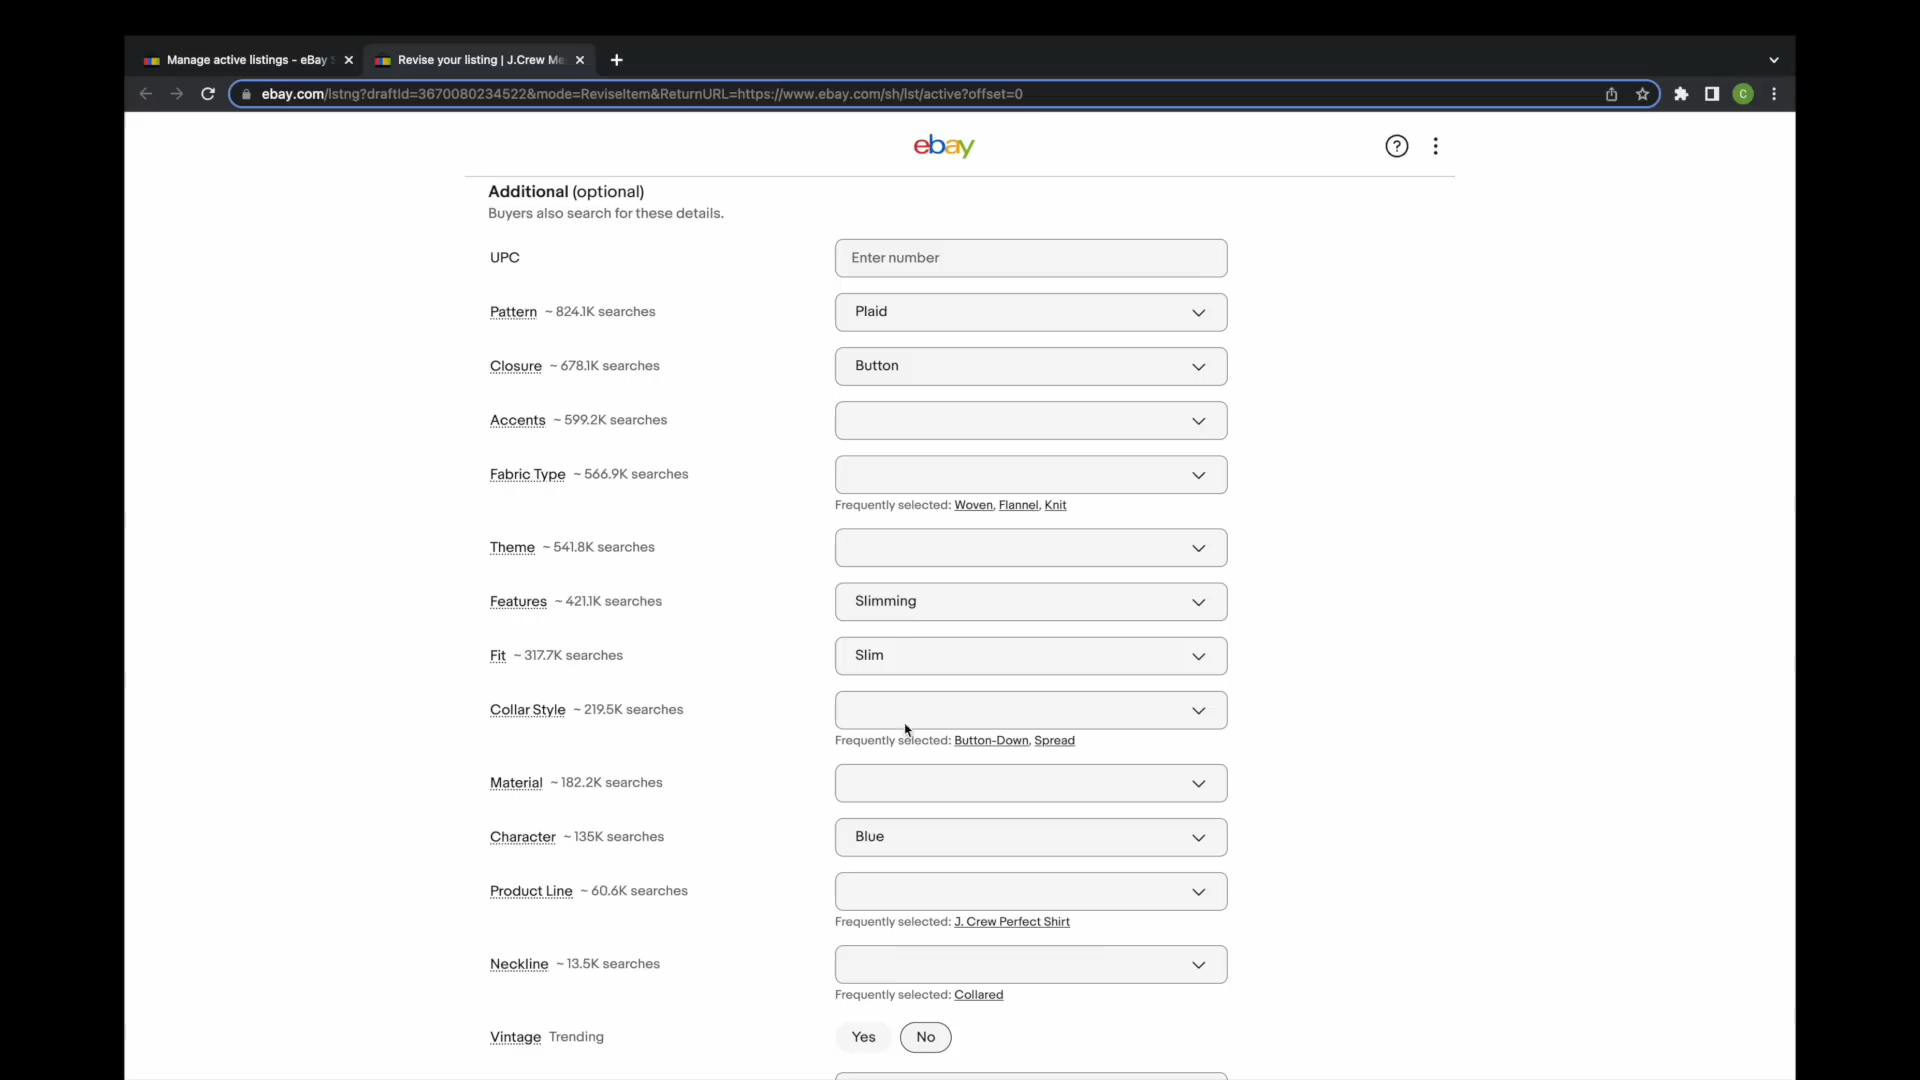 Manage active listings - eBay
Revise your listing | J.Crew Me
ebay.com/lstng?draftId=3670080234522&mode=ReviseItem&ReturnURL=https://www.ebay.com/sh/lst/active?offset=0
C
ebay
?
Additional (optional)
Buyers also search for these details.
UPC
Enter number
Pattern ~ 824.1K searches
Plaid
Closure ~ 678.1K searches
Button
Accents ~ 599.2K searches
Fabric Type ~ 566.9K searches
Frequently selected: Woven, Flannel, Knit
Theme ~ 541.8K searches
Features ~ 421.1K searches
Slimming
Fit ~ 317.7K searches
Slim
Collar Style ~ 219.5K searches
Frequently selected: Button-Down, Spread
Material ~ 182.2K searches
Character ~ 135K searches
Blue
Product Line ~ 60.6K searches
Frequently selected: J. Crew Perfect Shirt
Neckline ~ 13.5K searches
Frequently selected: Collared
Vintage Trending
Yes
No